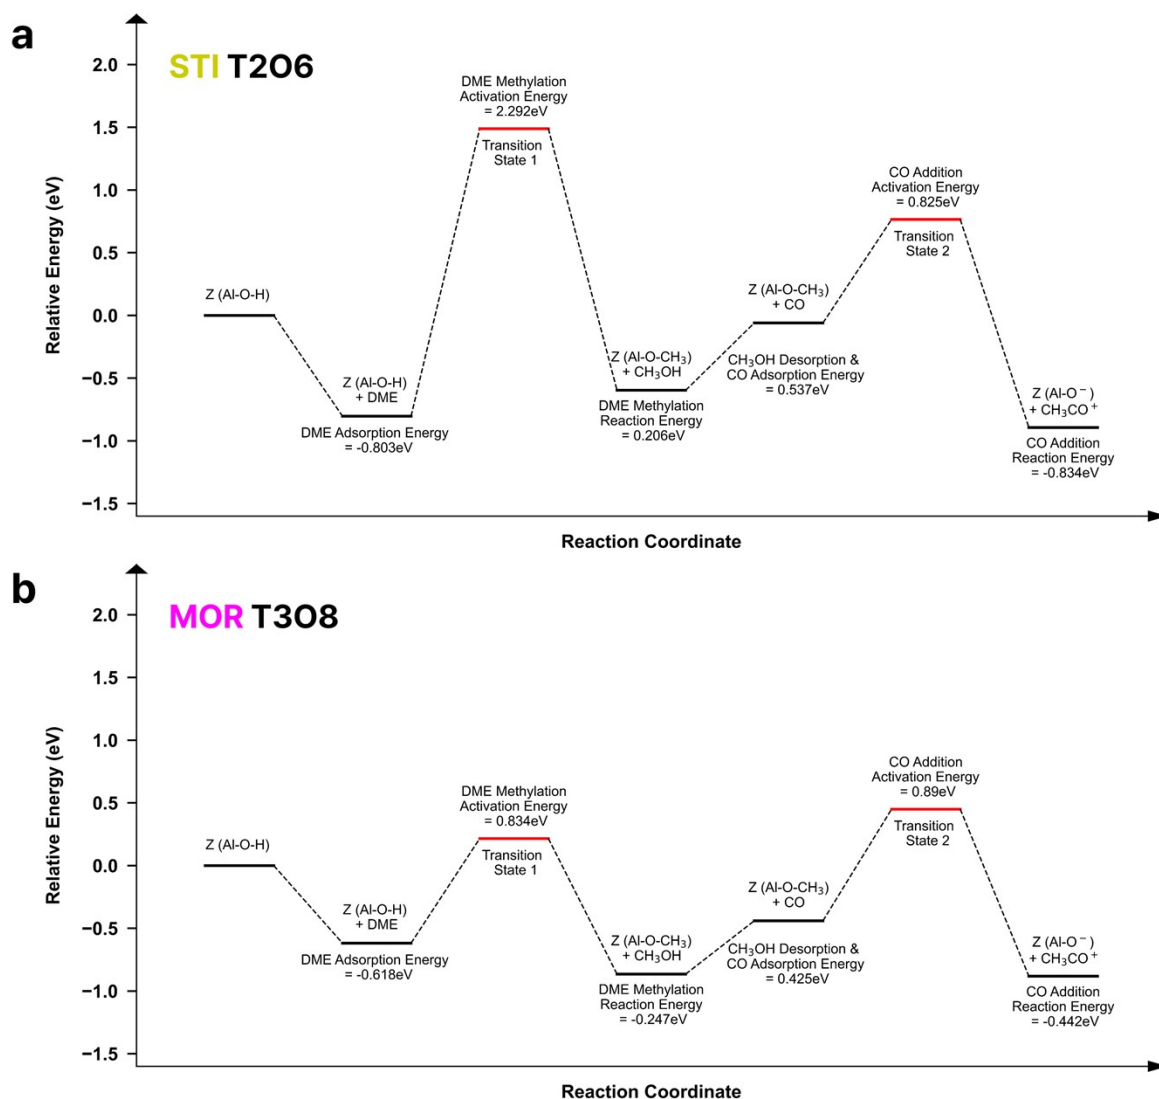 a
STI T2O6
2.0
1.5
1.0
0.5
0.0
−0.5
−1.0
−1.5
Relative Energy (eV)
Z (Al-O-H)
Z (Al-O-H)
+ DME
DME Adsorption Energy
= -0.803eV
DME Methylation
Activation Energy
= 2.292eV
Transition
State 1
Z (Al-O-CH₃)
+ CH₃OH
DME Methylation
Reaction Energy
= 0.206eV
Z (Al-O-CH₃)
+ CO
CH₃OH Desorption &
CO Adsorption Energy
= 0.537eV
CO Addition
Activation Energy
= 0.825eV
Transition
State 2
Z (Al-O⁻)
+ CH₃CO⁺
CO Addition
Reaction Energy
= -0.834eV
Reaction Coordinate
b
MOR T3O8
2.0
1.5
1.0
0.5
0.0
−0.5
−1.0
−1.5
Relative Energy (eV)
Z (Al-O-H)
Z (Al-O-H)
+ DME
DME Adsorption Energy
= -0.618eV
DME Methylation
Activation Energy
= 0.834eV
Transition
State 1
Z (Al-O-CH₃)
+ CH₃OH
DME Methylation
Reaction Energy
= -0.247eV
Z (Al-O-CH₃)
+ CO
CH₃OH Desorption &
CO Adsorption Energy
= 0.425eV
CO Addition
Activation Energy
= 0.89eV
Transition
State 2
Z (Al-O⁻)
+ CH₃CO⁺
CO Addition
Reaction Energy
= -0.442eV
Reaction Coordinate